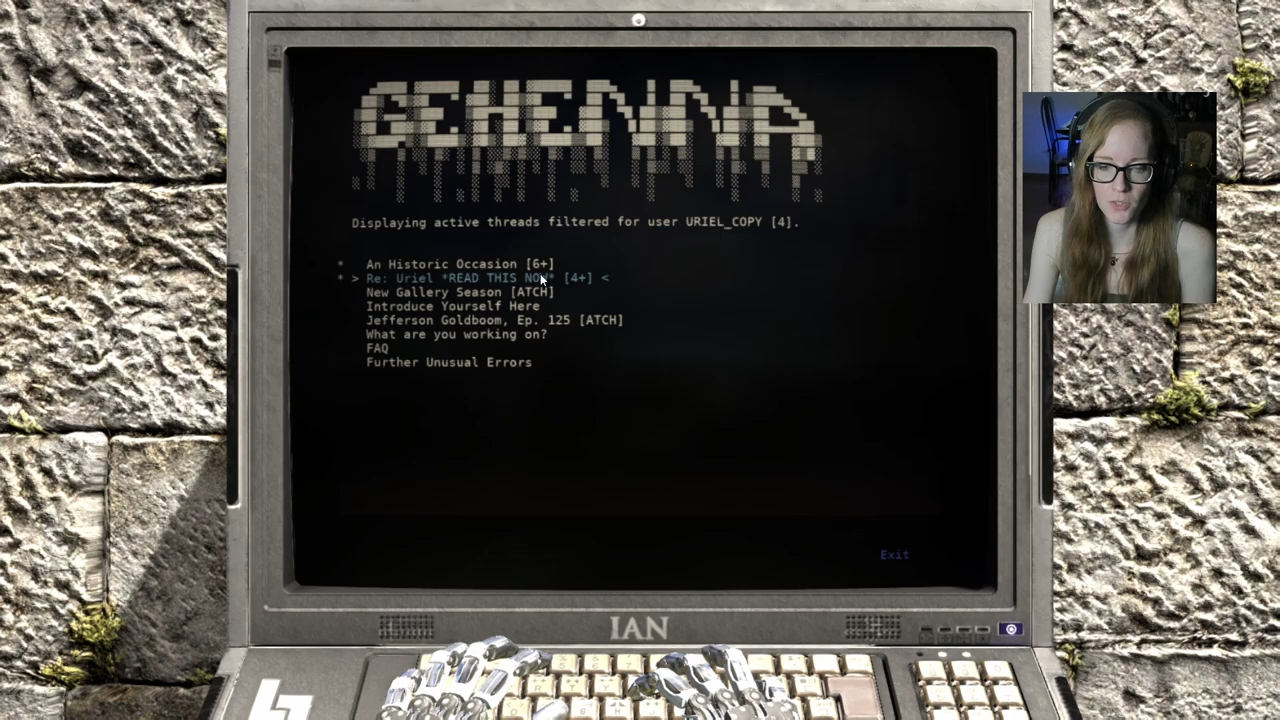 GEHENNA
Displaying active threads filtered for user URIEL_COPY [4].
* An Historic Occasion [6+]
* > Re: Uriel *READ THIS NOW* [4+] <
New Gallery Season [ATCH]
Introduce Yourself Here
Jefferson Goldboom, Ep. 125 [ATCH]
What are you working on?
FAQ
Further Unusual Errors
Exit
IAN